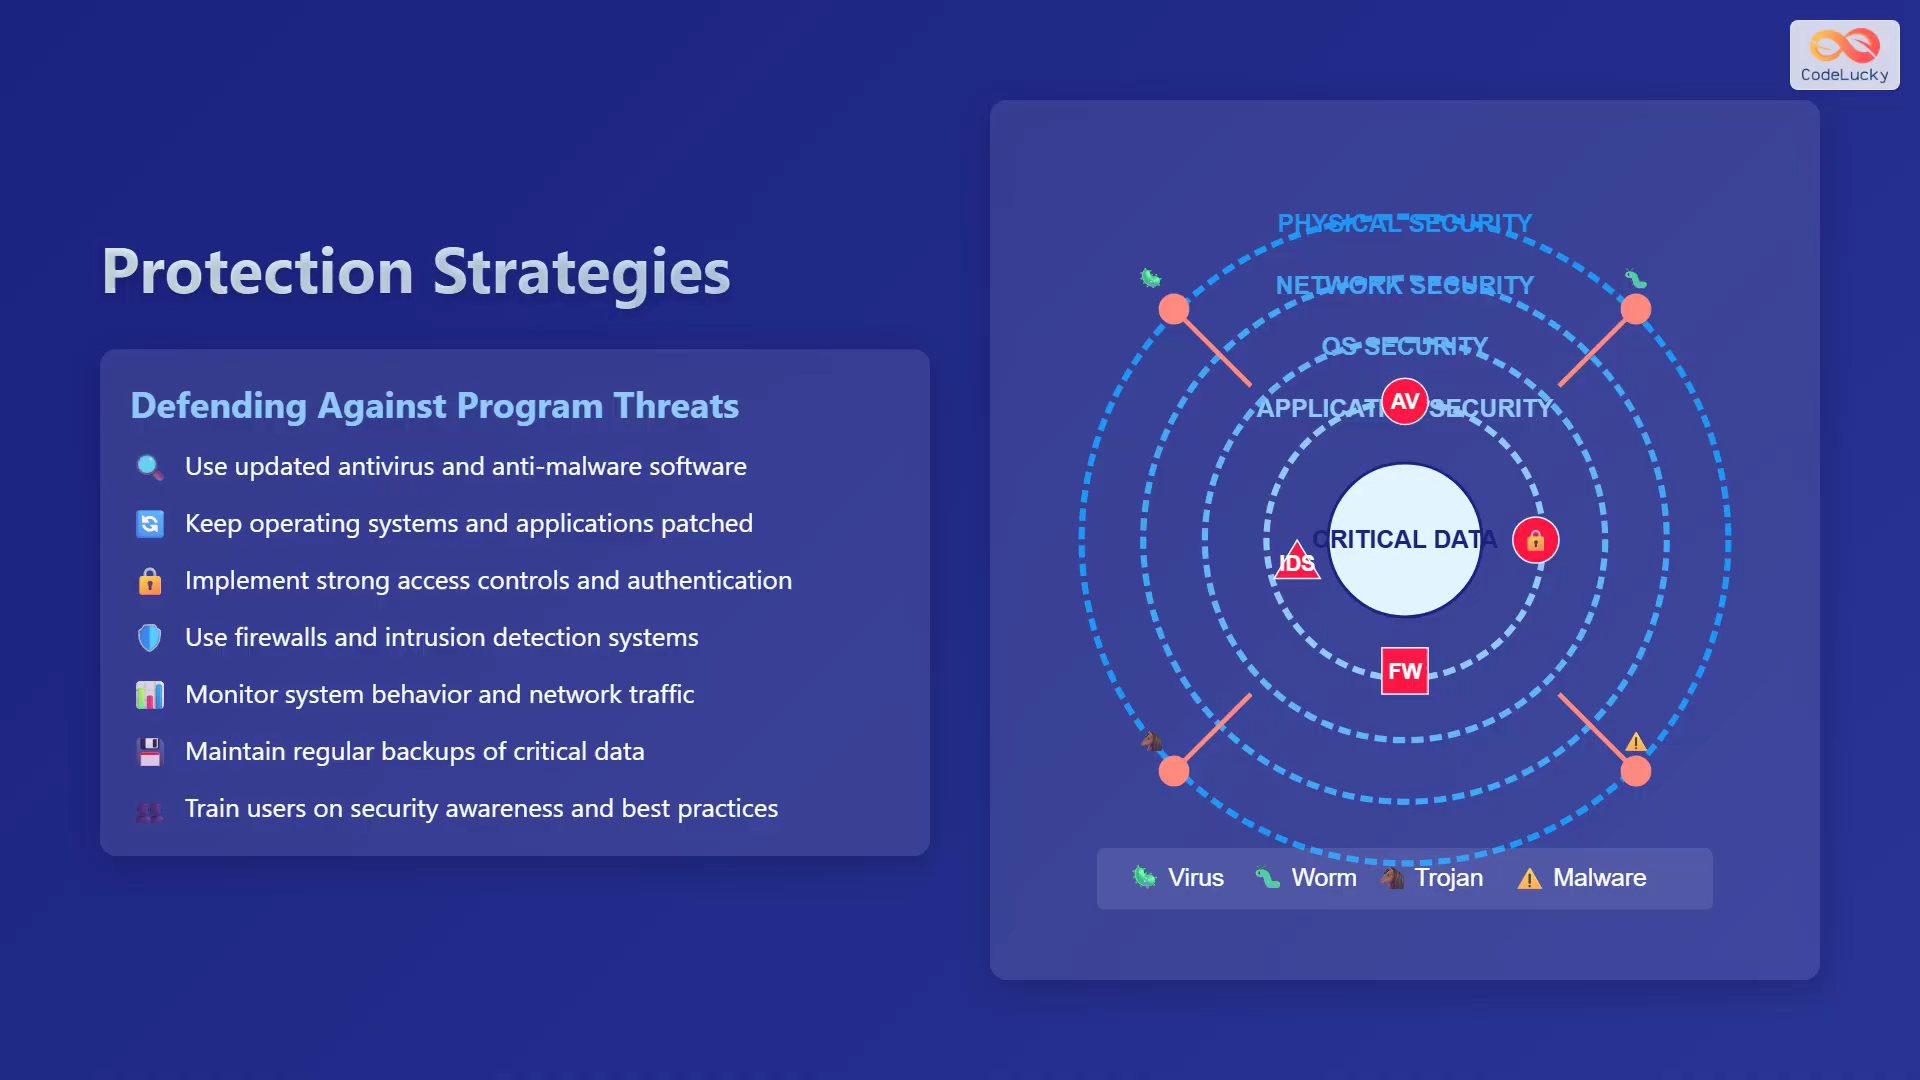 CodeLucky
Protection Strategies
Defending Against Program Threats
Use updated antivirus and anti-malware software
Keep operating systems and applications patched
Implement strong access controls and authentication
Use firewalls and intrusion detection systems
Monitor system behavior and network traffic
Maintain regular backups of critical data
Train users on security awareness and best practices
PHYSICAL SECURITY
NETWORK SECURITY
OS SECURITY
APPLICATI SECURITY
AV
CRITICAL DATA
IDS
FW
Virus Worm Trojan Malware